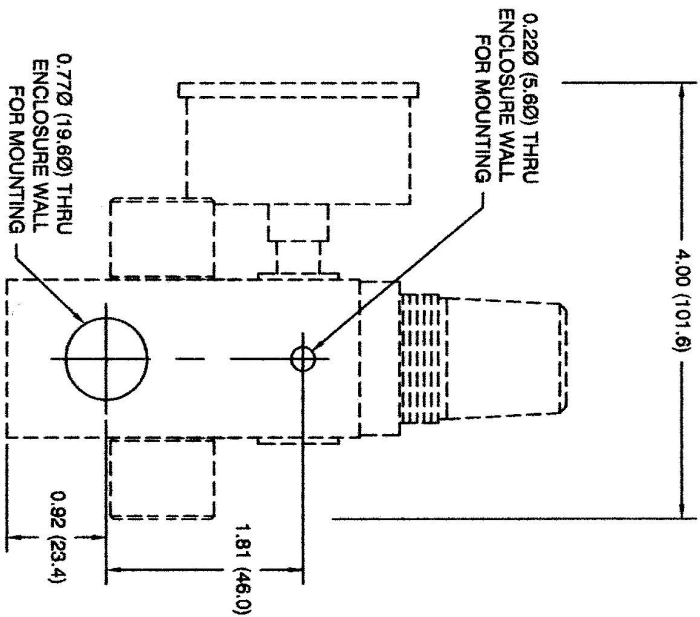 0.22Ø (5.6Ø) THRU
ENCLOSURE WALL
FOR MOUNTING
4.00 (101.6)
0.77Ø (19.6Ø) THRU
ENCLOSURE WALL
FOR MOUNTING
1.81 (46.0)
0.92 (23.4)